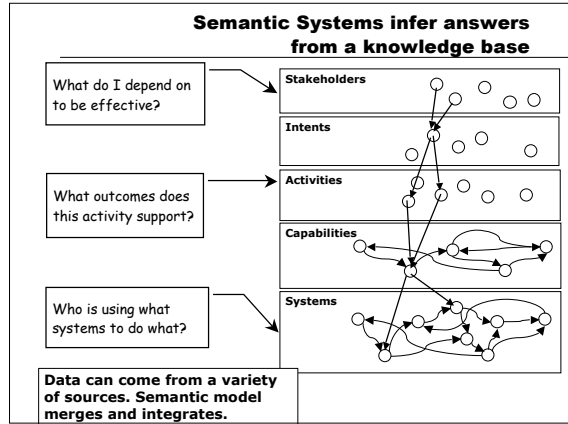 Semantic Systems infer answers
from a knowledge base
What do I depend on
to be effective?
Stakeholders
Intents
What outcomes does
this activity support?
Activities
Capabilities
Who is using what
systems to do what?
Systems
Data can come from a variety
of sources. Semantic model
merges and integrates.